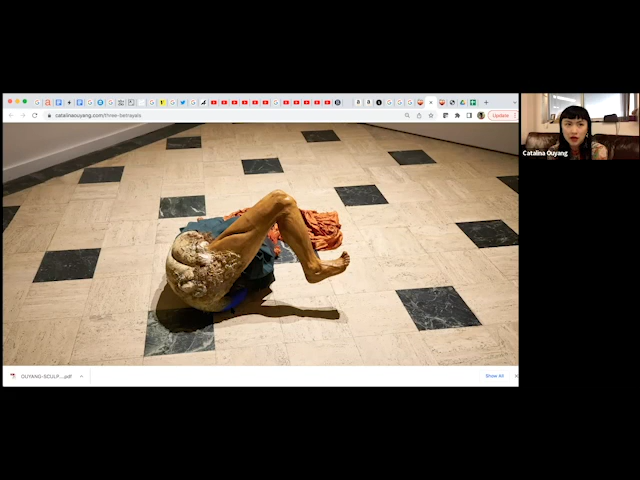 catalinaouyang.com/three-betrayals
Update
Catalina Ouyang
OUYANG-SCULP....pdf
Show All